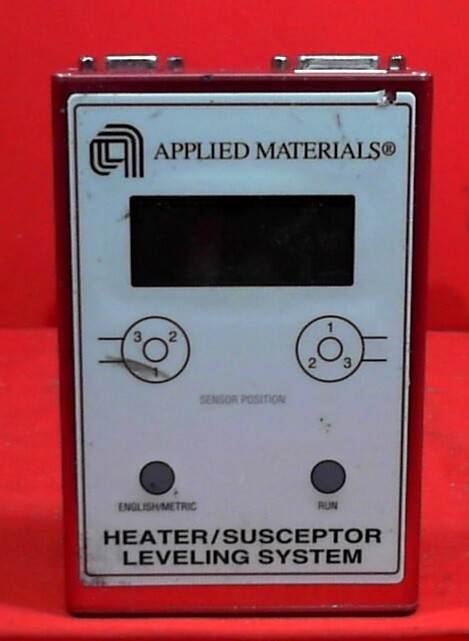 APPLIED MATERIALS®
3 2
1
1
2 3
SENSOR POSITION
ENGLISH/METRIC
RUN
HEATER/SUSCEPTOR
LEVELING SYSTEM